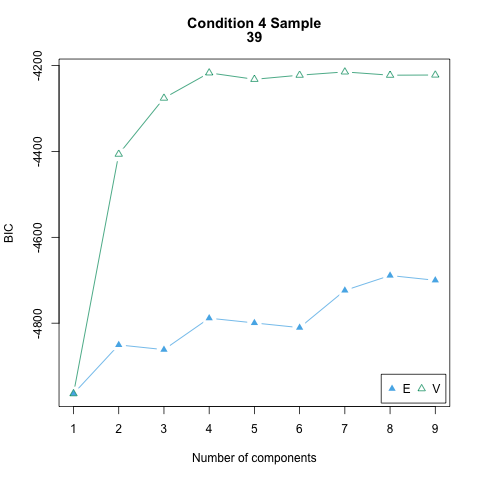 Condition 4 Sample
39
BIC
-4200
-4400
-4600
-4800
1 2 3 4 5 6 7 8 9
Number of components
E V